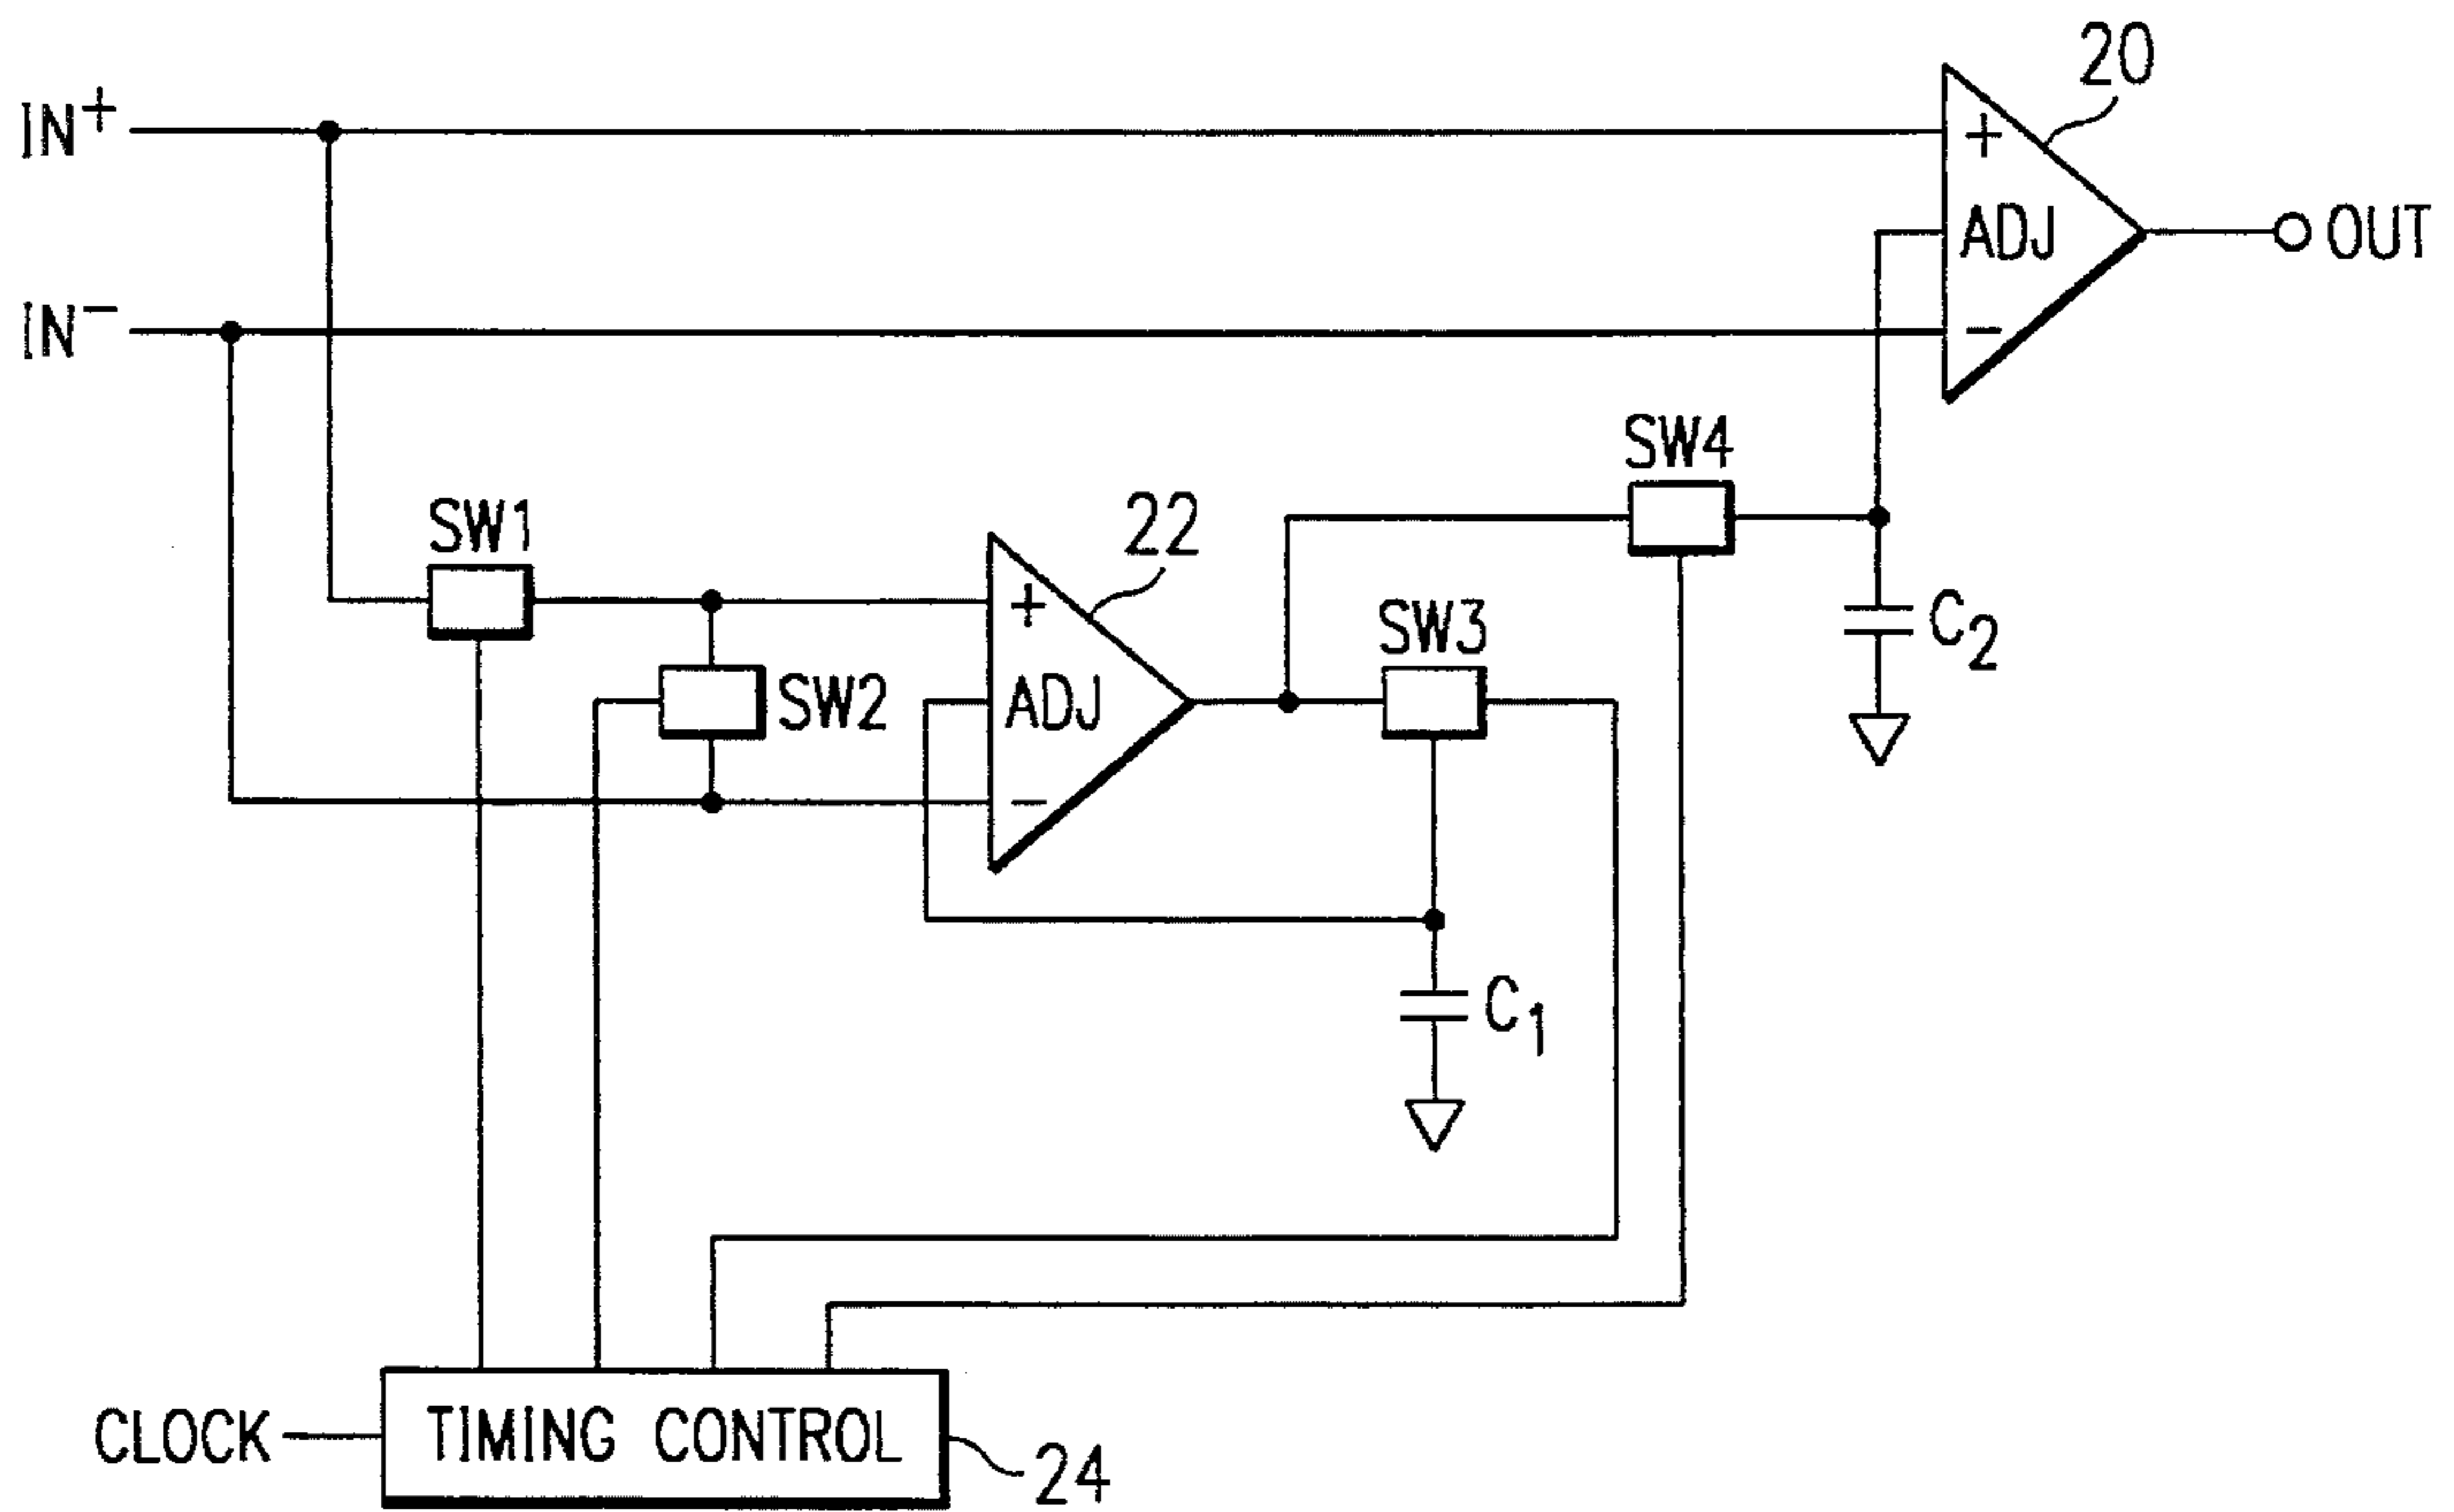 20
IN+
+
ADJ
OUT
IN−
−
SW4
SW1
22
+
SW3
C2
SW2
ADJ
−
C1
CLOCK
TIMING CONTROL
24